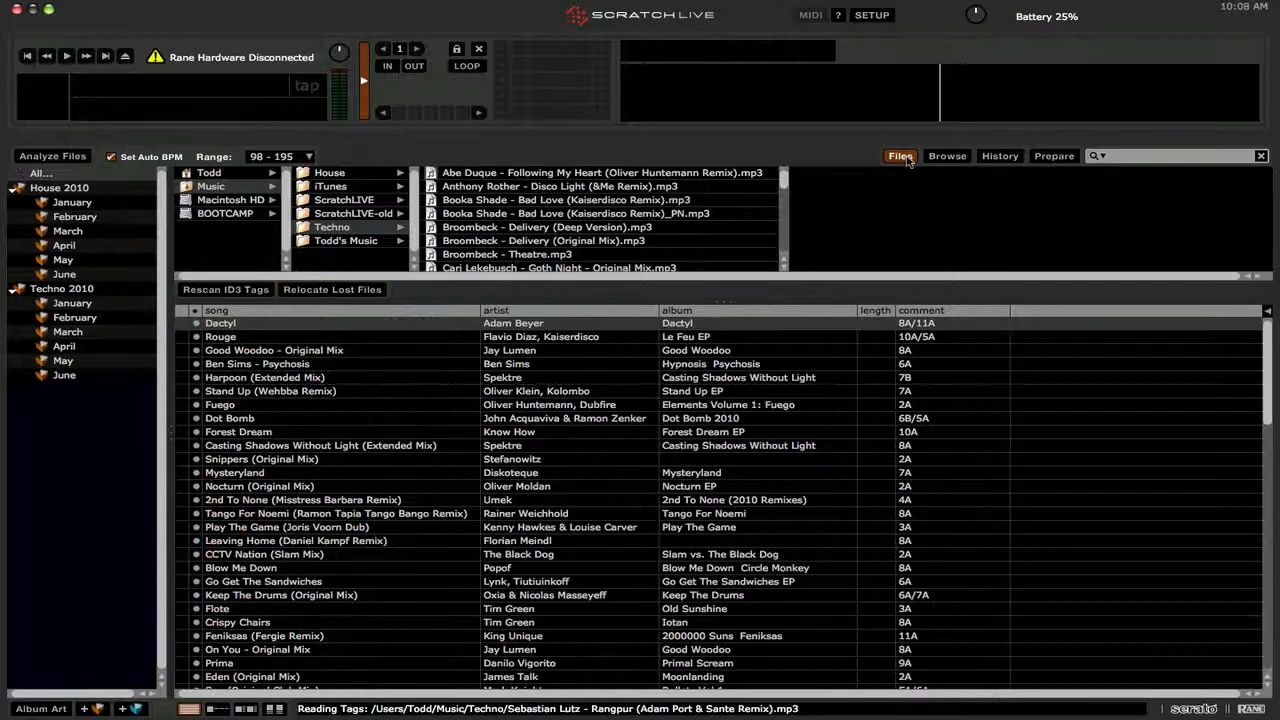 SCRATCH LIVE
MIDI ? SETUP
Battery 25%
10:08 AM
Rane Hardware Disconnected
tap
1
IN OUT LOOP
Analyze Files Set Auto BPM Range: 98 - 195
Files Browse History Prepare
All...
House 2010
January
February
March
April
May
June
Techno 2010
January
February
March
April
May
June
Todd
Music
Macintosh HD
BOOTCAMP
House
iTunes
ScratchLIVE
ScratchLIVE-old
Techno
Todd's Music
Abe Duque - Following My Heart (Oliver Huntemann Remix).mp3
Anthony Rother - Disco Light (&Me Remix).mp3
Booka Shade - Bad Love (Kaiserdisco Remix).mp3
Booka Shade - Bad Love (Kaiserdisco Remix)_PN.mp3
Broombeck - Delivery (Deep Version).mp3
Broombeck - Delivery (Original Mix).mp3
Broombeck - Theatre.mp3
Cari Lekebusch - Goth Night - Original Mix.mp3
Rescan ID3 Tags Relocate Lost Files
song artist album length comment
Dactyl Adam Beyer Dactyl 8A/11A
Rouge Flavio Diaz, Kaiserdisco Le Feu EP 10A/5A
Good Woodoo - Original Mix Jay Lumen Good Woodoo 8A
Ben Sims - Psychosis Ben Sims Hypnosis Psychosis 6A
Harpoon (Extended Mix) Spektre Casting Shadows Without Light 7B
Stand Up (Wehbba Remix) Oliver Klein, Kolombo Stand Up EP 7A
Fuego Oliver Huntemann, Dubfire Elements Volume 1: Fuego 2A
Dot Bomb John Acquaviva & Ramon Zenker Dot Bomb 2010 6B/5A
Forest Dream Know How Forest Dream EP 10A
Casting Shadows Without Light (Extended Mix) Spektre Casting Shadows Without Light 8A
Snippers (Original Mix) Stefanowitz 2A
Mysteryland Diskoteque Mysteryland 7A
Nocturn (Original Mix) Oliver Moldan Nocturn EP 2A
2nd To None (Misstress Barbara Remix) Umek 2nd To None (2010 Remixes) 4A
Tango For Noemi (Ramon Tapia Tango Bango Remix) Rainer Weichhold Tango For Noemi 8A
Play The Game (Joris Voorn Dub) Kenny Hawkes & Louise Carver Play The Game 3A
Leaving Home (Daniel Kampf Remix) Florian Meindl 8A
CCTV Nation (Slam Mix) The Black Dog Slam vs. The Black Dog 2A
Blow Me Down Popof Blow Me Down Circle Monkey 8A
Go Get The Sandwiches Lynk, Tiutiuinkoff Go Get The Sandwiches EP 6A
Keep The Drums (Original Mix) Oxia & Nicolas Masseyeff Keep The Drums 6A/7A
Flote Tim Green Old Sunshine 3A
Crispy Chairs Tim Green Iotan 8A
Feniksas (Fergie Remix) King Unique 2000000 Suns Feniksas 11A
On You - Original Mix Jay Lumen Good Woodoo 8A
Prima Danilo Vigorito Primal Scream 9A
Eden (Original Mix) James Talk Moonlanding 2A
Album Art
Reading Tags: /Users/Todd/Music/Techno/Sebastian Lutz - Rangpur (Adam Port & Sante Remix).mp3
serato RANE